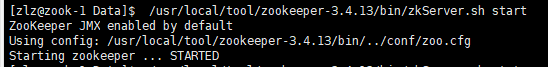 [zlz@zook-1 Data]$  /usr/local/tool/zookeeper-3.4.13/bin/zkServer.sh start
ZooKeeper JMX enabled by default
Using config: /usr/local/tool/zookeeper-3.4.13/bin/../conf/zoo.cfg
Starting zookeeper ... STARTED